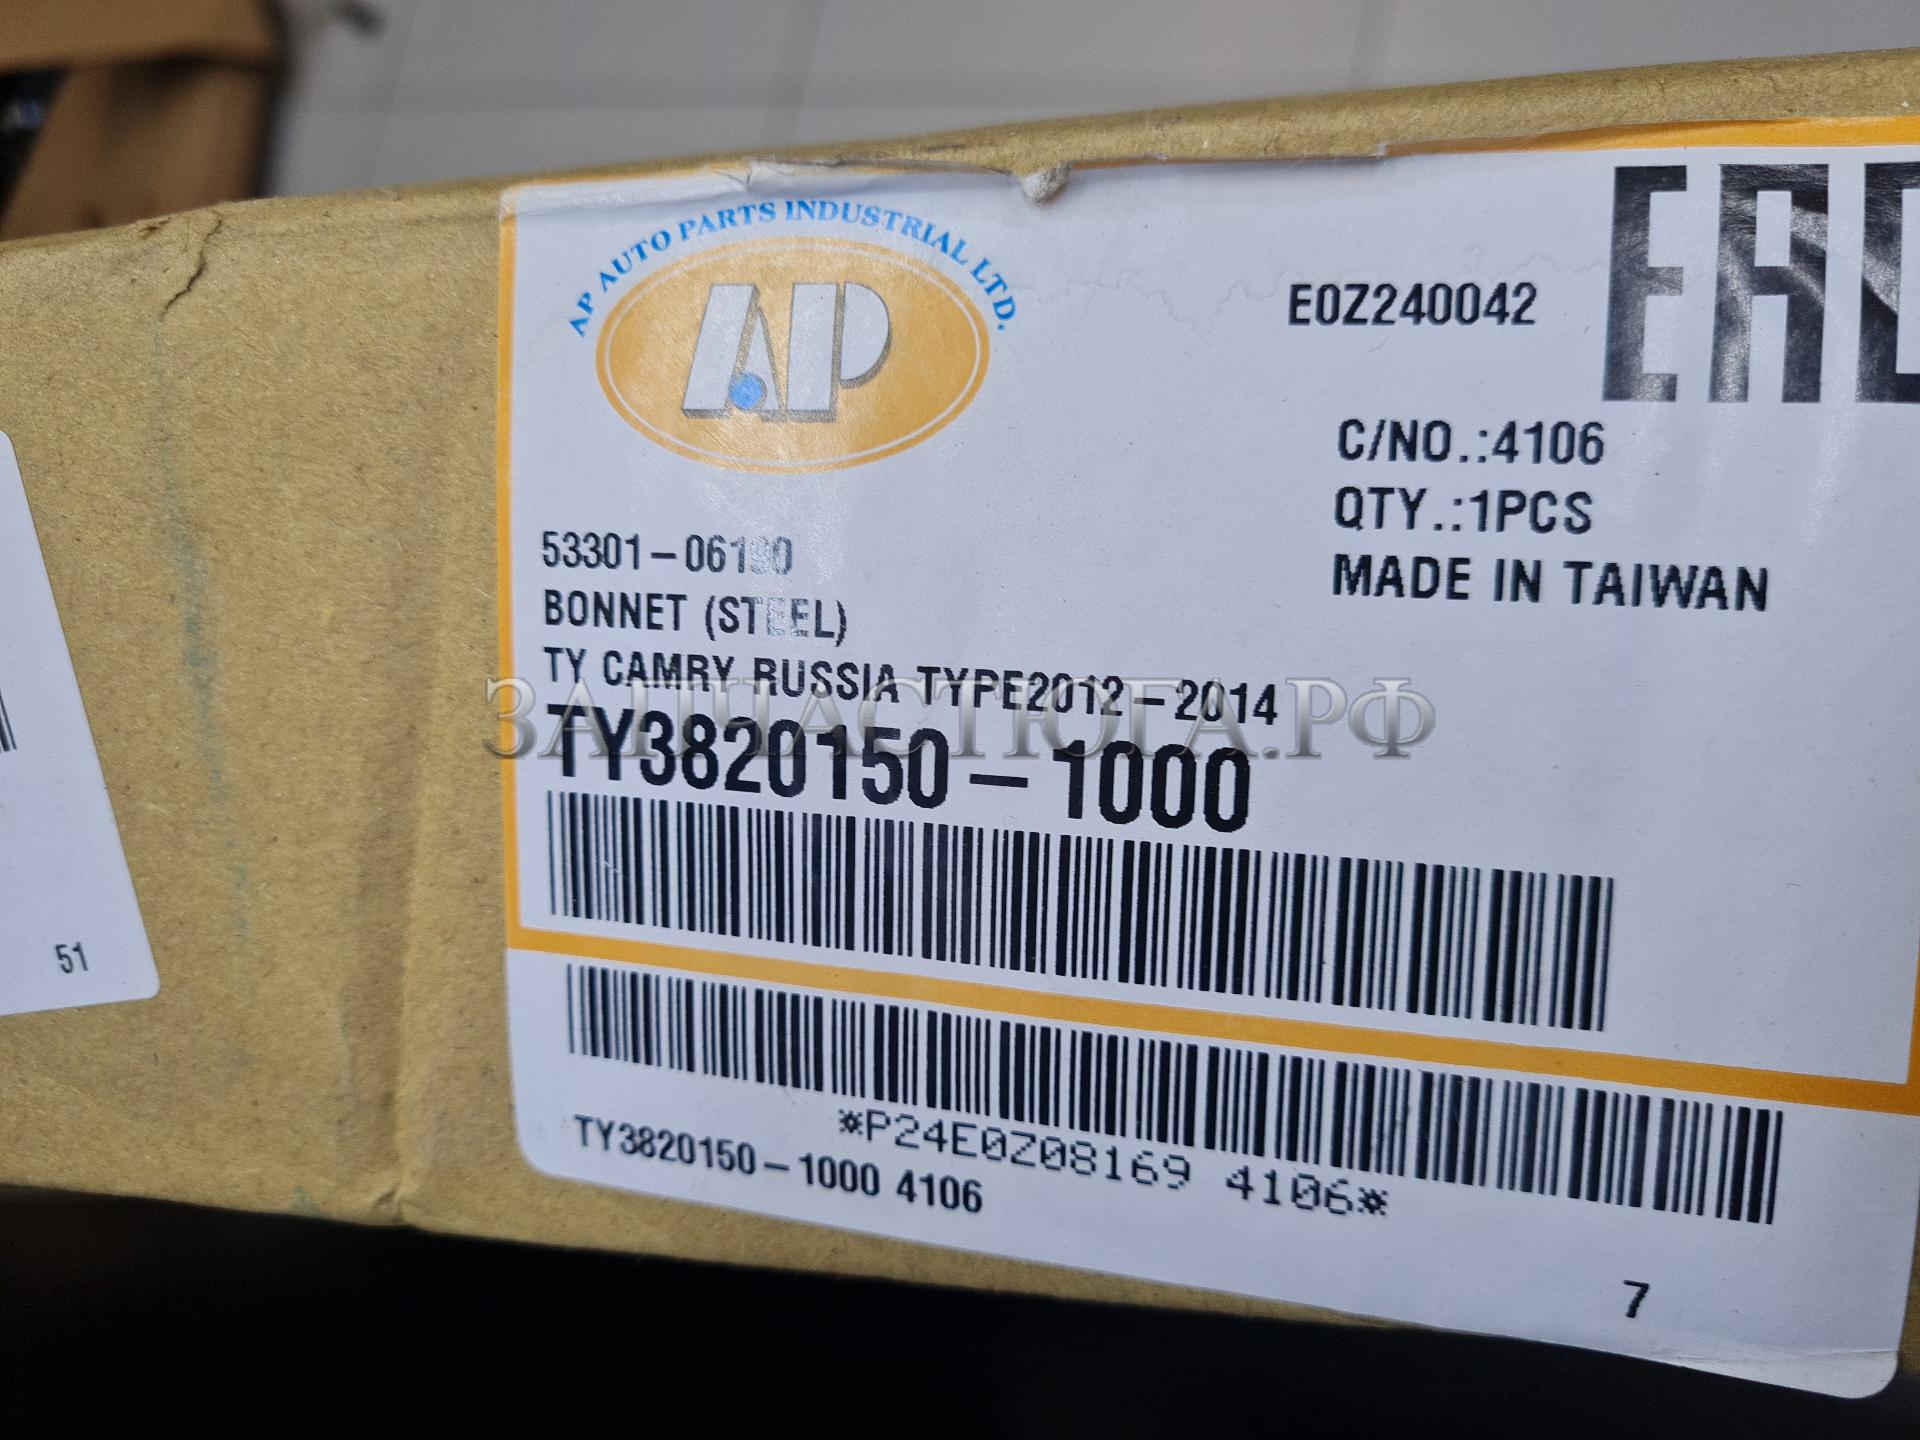 AP AUTO PARTS INDUSTRIAL LTD.
AP
EAC
E0Z240042
C/NO.:4106
QTY.:1PCS
MADE IN TAIWAN
BONNET (STEEL)
TY CAMRY RUSSIA TYPE2012-2014
ЗАПЧАСТЮГА.РФ
TY3820150-1000
*P24E0Z08169 4106*
TY3820150-1000 4106
7
51